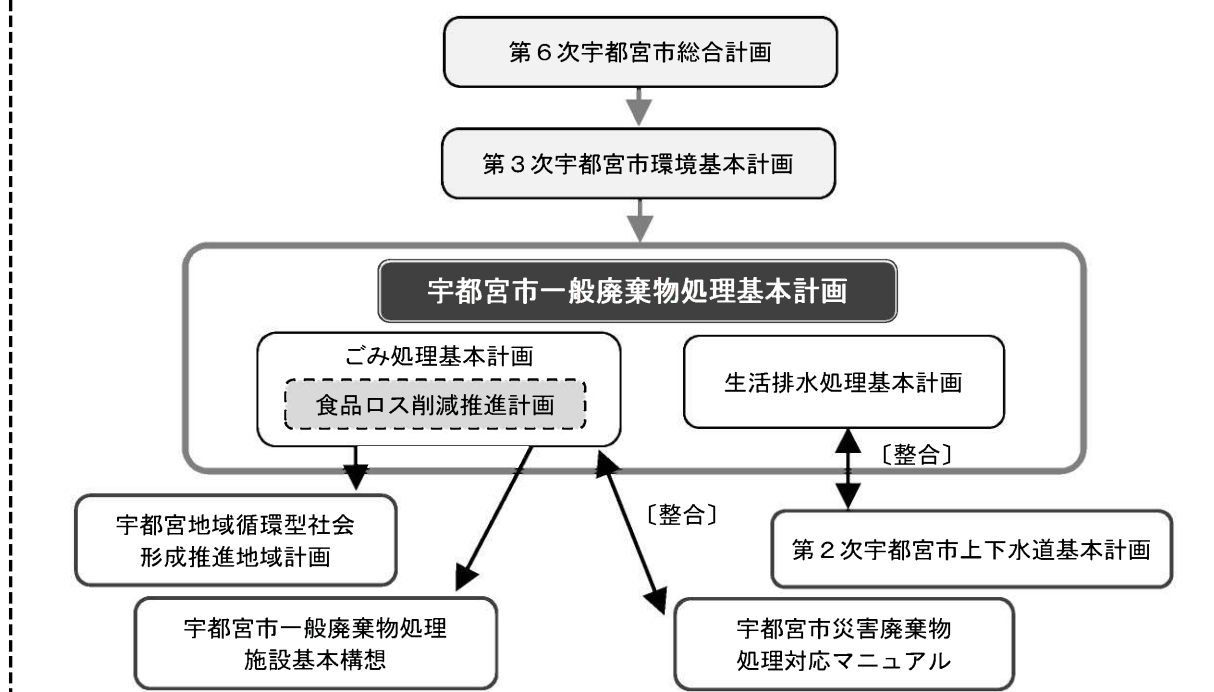 第６次宇都宮市総合計画
第３次宇都宮市環境基本計画
宇都宮市一般廃棄物処理基本計画
ごみ処理基本計画
食品ロス削減推進計画
生活排水処理基本計画
〔整合〕
〔整合〕
宇都宮地域循環型社会
形成推進地域計画
第２次宇都宮市上下水道基本計画
宇都宮市一般廃棄物処理
施設基本構想
宇都宮市災害廃棄物
処理対応マニュアル